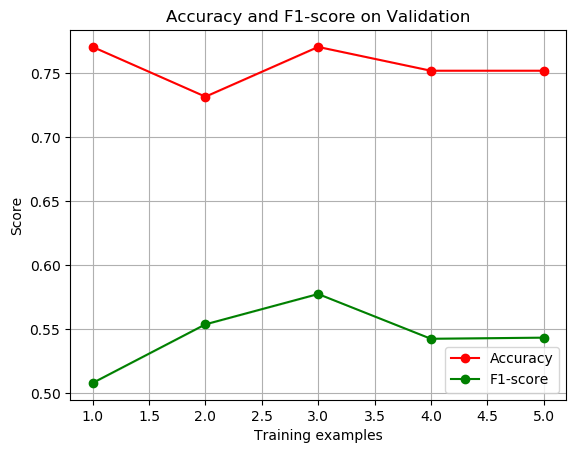 Accuracy and F1-score on Validation
Score
0.75
0.70
0.65
0.60
0.55
0.50
Accuracy
F1-score
1.0 1.5 2.0 2.5 3.0 3.5 4.0 4.5 5.0
Training examples